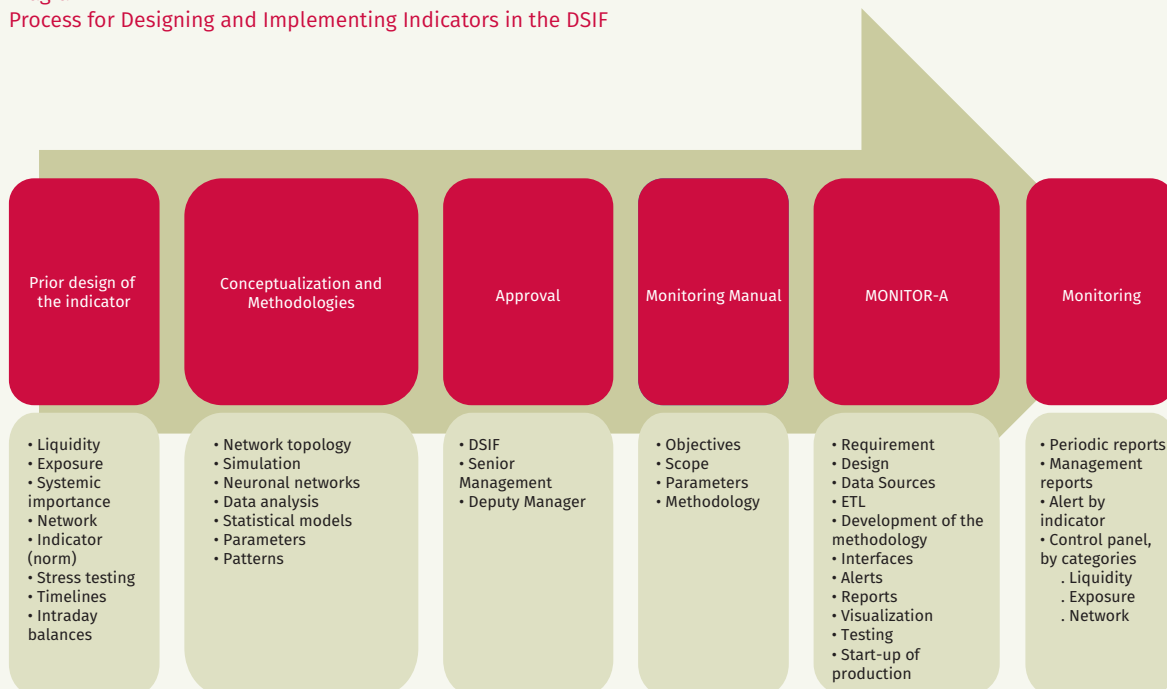 Process for Designing and Implementing Indicators in the DSIF
Prior design of
the indicator
Conceptualization and
Methodologies
Approval
Monitoring Manual
MONITOR-A
Monitoring
• Liquidity
• Exposure
• Systemic
importance
• Network
• Indicator
(norm)
• Stress testing
• Timelines
• Intraday
balances
• Network topology
• Simulation
• Neuronal networks
• Data analysis
• Statistical models
• Parameters
• Patterns
• DSIF
• Senior
Management
• Deputy Manager
• Objectives
• Scope
• Parameters
• Methodology
• Requirement
• Design
• Data Sources
• ETL
• Development of the
methodology
• Interfaces
• Alerts
• Reports
• Visualization
• Testing
• Start-up of
production
• Periodic reports
• Management
reports
• Alert by
indicator
• Control panel,
by categories
. Liquidity
. Exposure
. Network